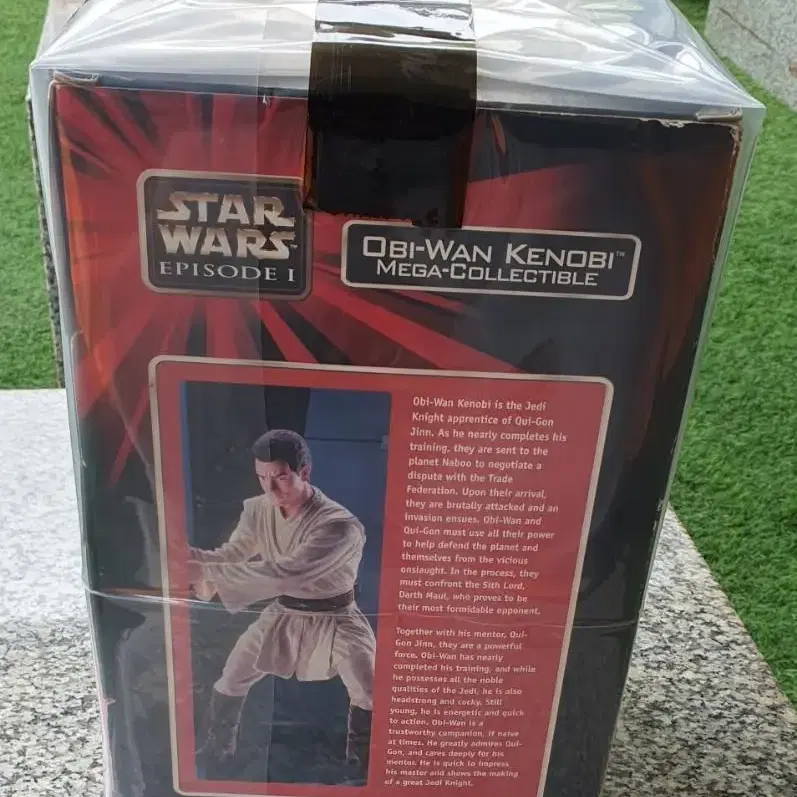 STAR
WARS™
EPISODE I
OBI-WAN KENOBI™
MEGA-COLLECTIBLE
Obi-Wan Kenobi is the Jedi
Knight apprentice of Qui-Gon
Jinn. As he nearly completes his
training, they are sent to the
planet Naboo to negotiate a
dispute with the Trade
Federation. Upon their arrival,
they are brutally attacked and an
invasion ensues. Obi-Wan and
Qui-Gon must use all their power
to help defend the planet and
themselves from the vicious
onslaught. In the process, they
must confront the Sith Lord,
Darth Maul, who proves to be
their most formidable opponent.
Together with his mentor, Qui-
Gon Jinn, they are a powerful
force. Obi-Wan has nearly
completed his training, and while
he possesses all the noble
qualities of the Jedi, he is also
headstrong and cocky. Still
young, he is energetic and quick
to action. Obi-Wan is a
trustworthy companion, if naive
at times. He greatly admires Qui-
Gon, and cares deeply for his
mentor. He is quick to impress
his master and shows the making
of a great Jedi Knight.